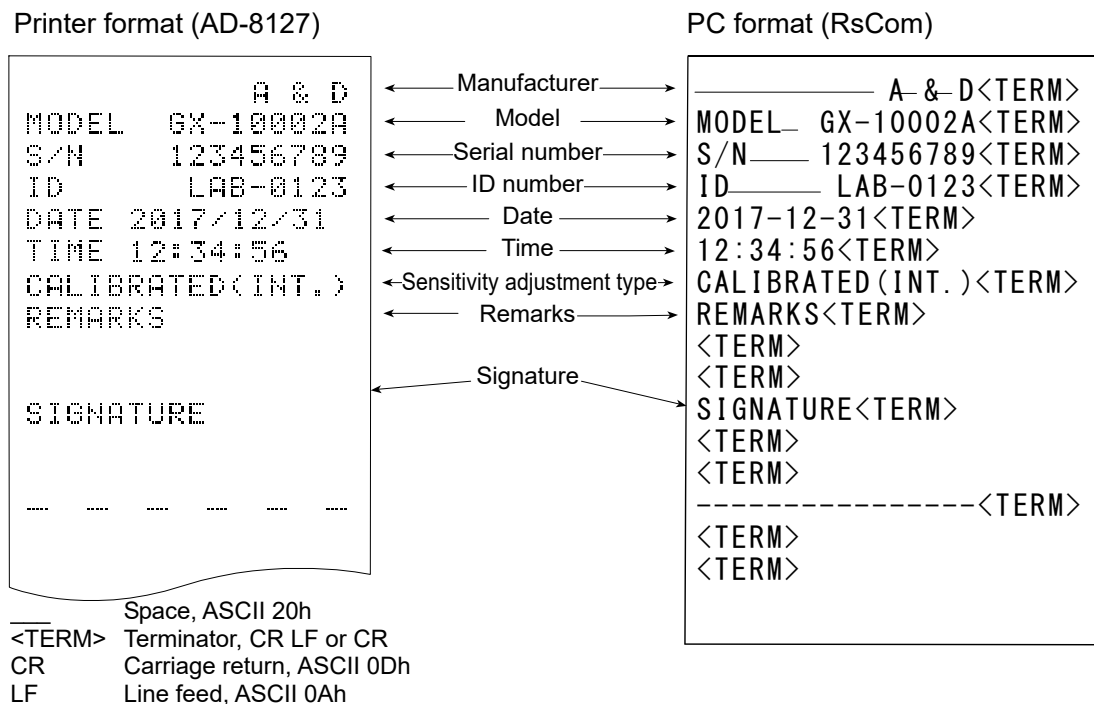 Printer format (AD-8127)
A & D
MODEL GX-10002A
S/N 123456789
ID LAB-0123
DATE 2017/12/31
TIME 12:34:56
CALIBRATED(INT.)
REMARKS
SIGNATURE
Manufacturer
Model
Serial number
ID number
Date
Time
Sensitivity adjustment type
Remarks
Signature
PC format (RsCom)
A & D<TERM>
MODEL GX-10002A<TERM>
S/N 123456789<TERM>
ID LAB-0123<TERM>
2017-12-31<TERM>
12:34:56<TERM>
CALIBRATED(INT.)<TERM>
REMARKS<TERM>
<TERM>
<TERM>
SIGNATURE<TERM>
<TERM>
<TERM>
----------------<TERM>
<TERM>
<TERM>
___ Space, ASCII 20h
<TERM> Terminator, CR LF or CR
CR Carriage return, ASCII 0Dh
LF Line feed, ASCII 0Ah